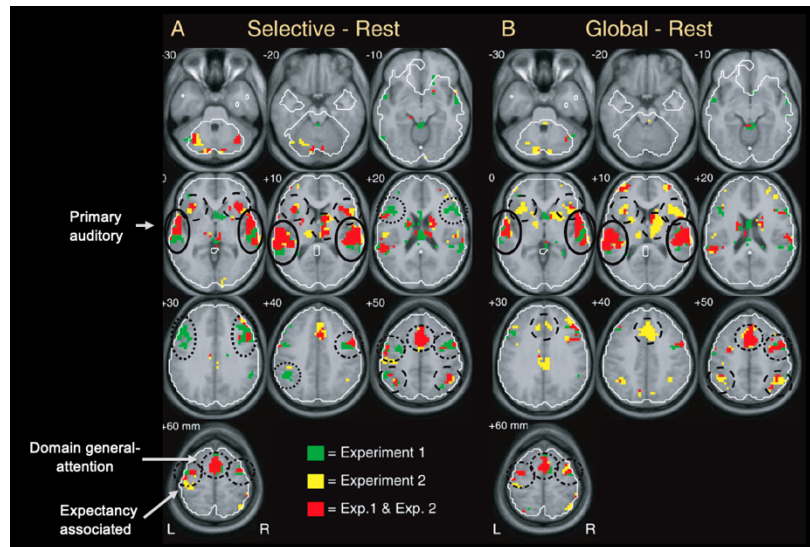 A Selective - Rest
B Global - Rest
-30 -20 -10 -30 -20 -10
0 +10 +20 0 +10 +20
Primary
auditory
+30 +40 +50 +30 +40 +50
+60 mm +60 mm
Domain general-
attention
= Experiment 1
= Experiment 2
Expectancy
associated
= Exp.1 & Exp. 2
L R L R